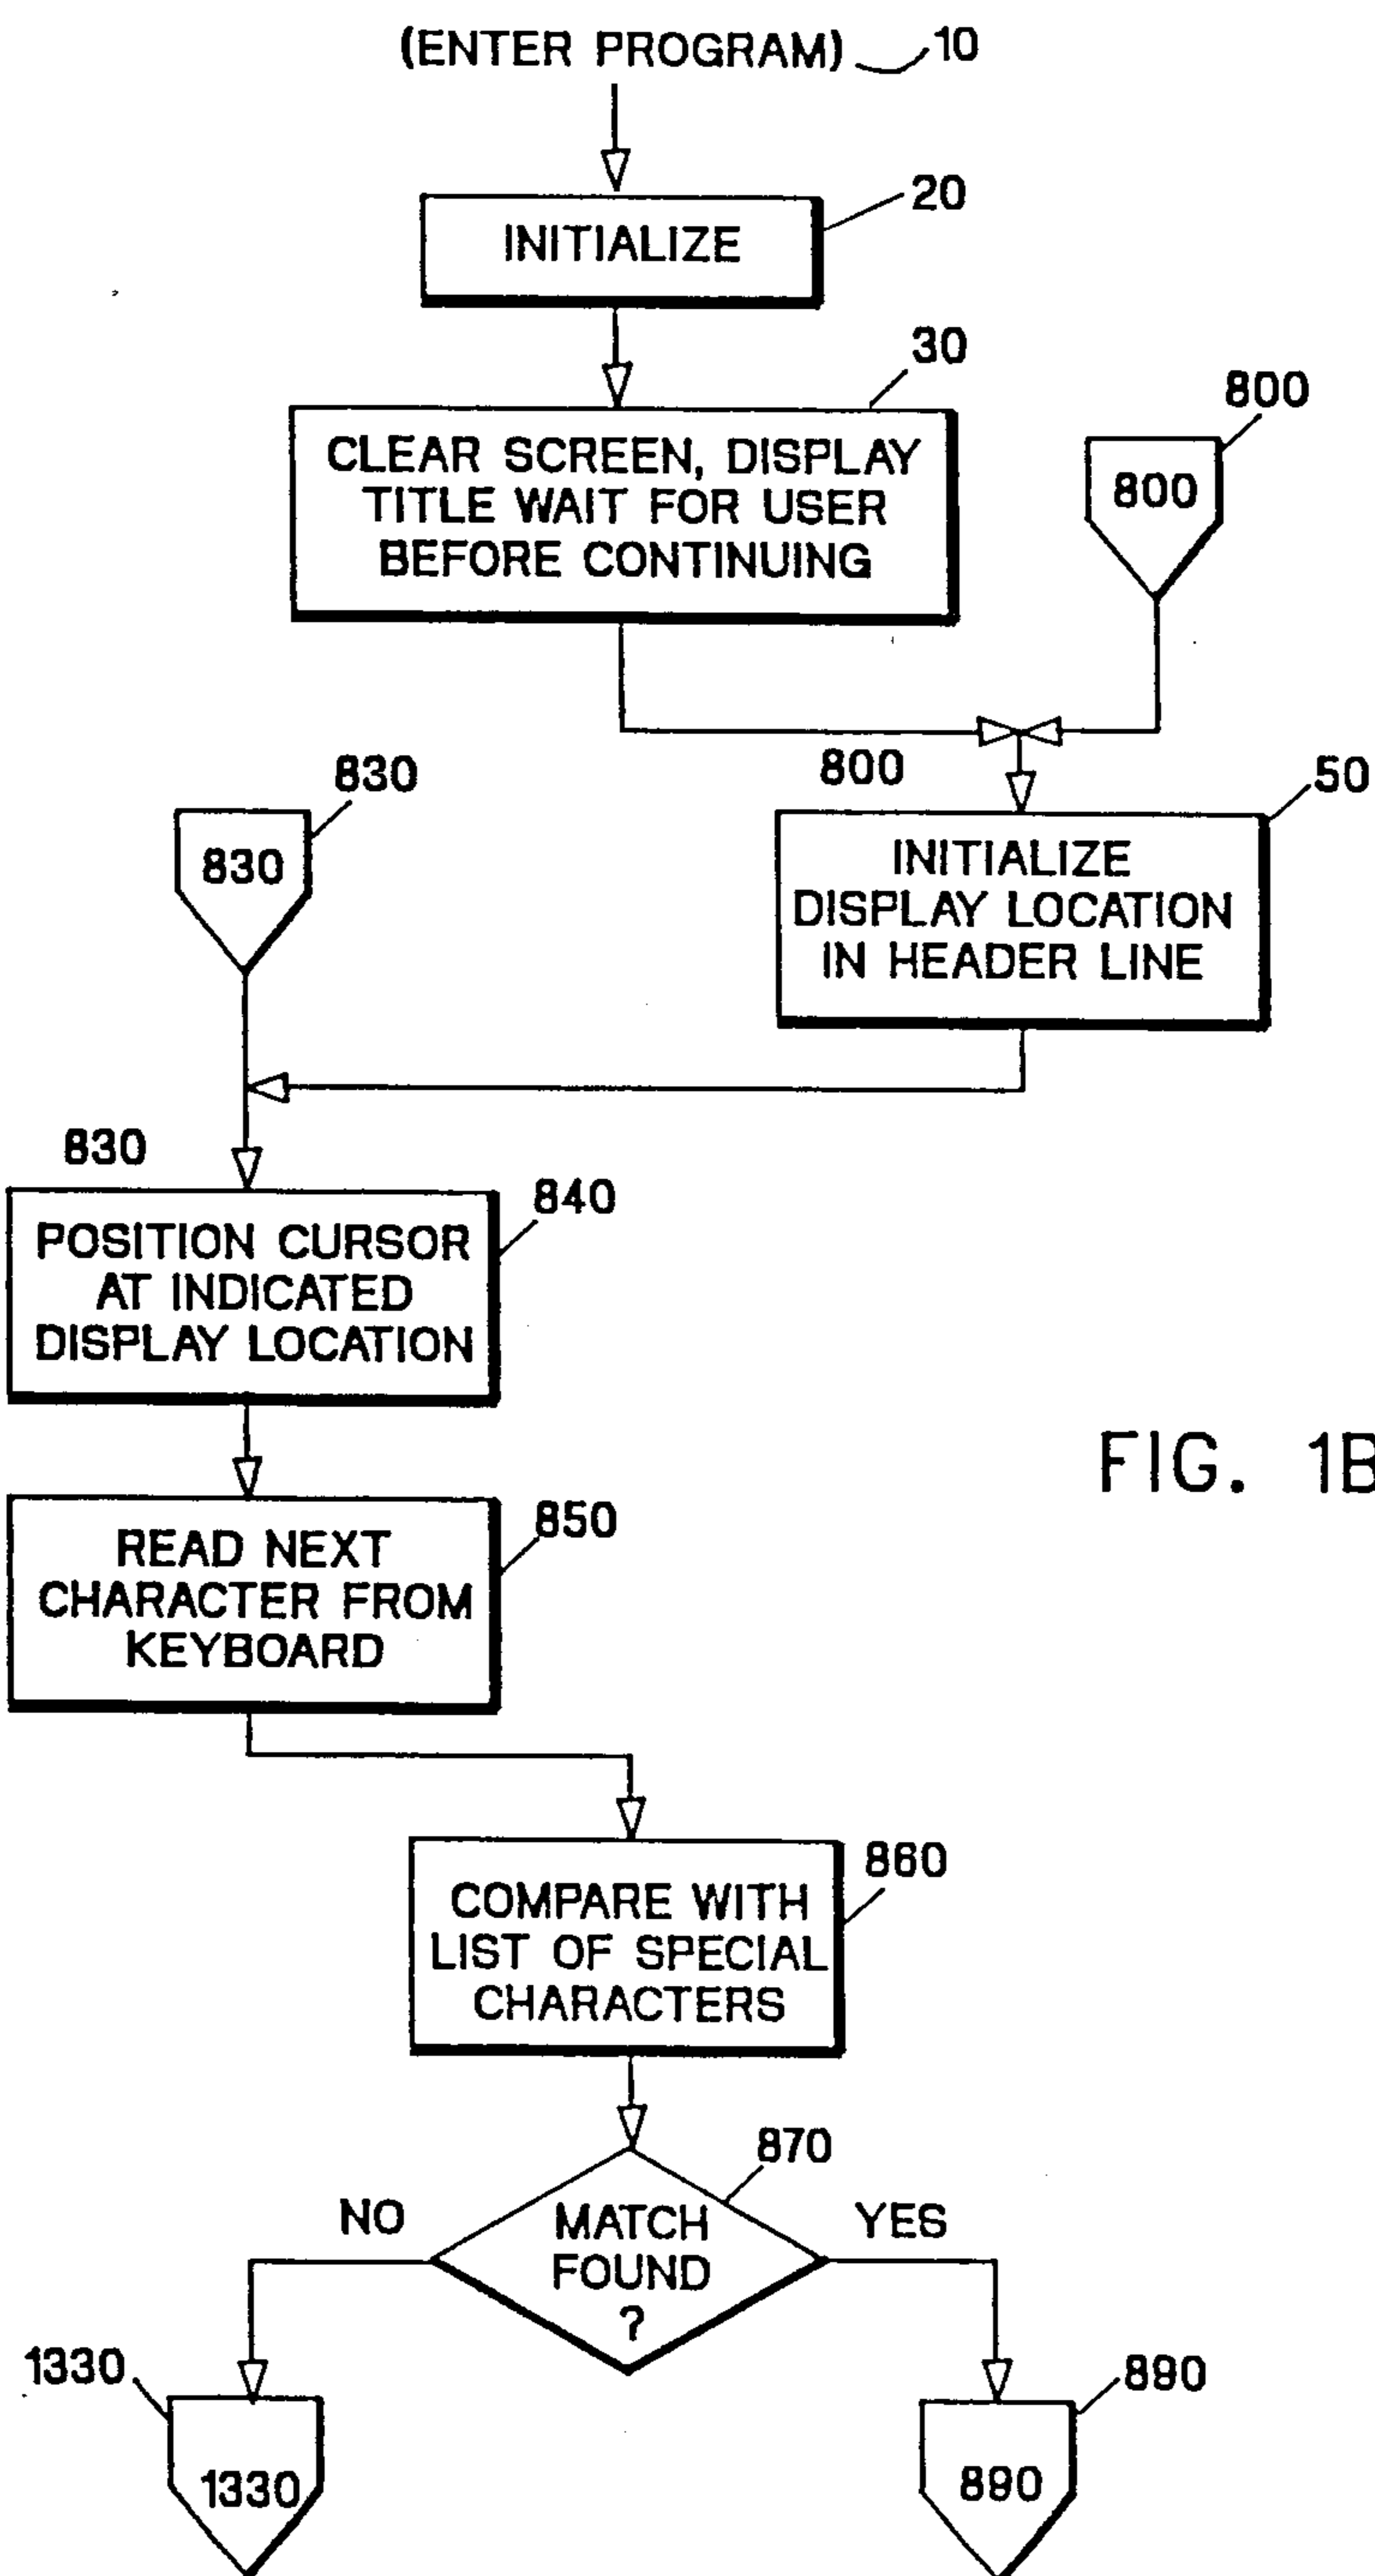 (ENTER PROGRAM) 10
20
INITIALIZE
30
CLEAR SCREEN, DISPLAY
TITLE WAIT FOR USER
BEFORE CONTINUING
800
800
800
50
INITIALIZE
DISPLAY LOCATION
IN HEADER LINE
830
830
830
840
POSITION CURSOR
AT INDICATED
DISPLAY LOCATION
FIG. 1B
850
READ NEXT
CHARACTER FROM
KEYBOARD
860
COMPARE WITH
LIST OF SPECIAL
CHARACTERS
870
NO
MATCH
FOUND
?
YES
1330
1330
890
890